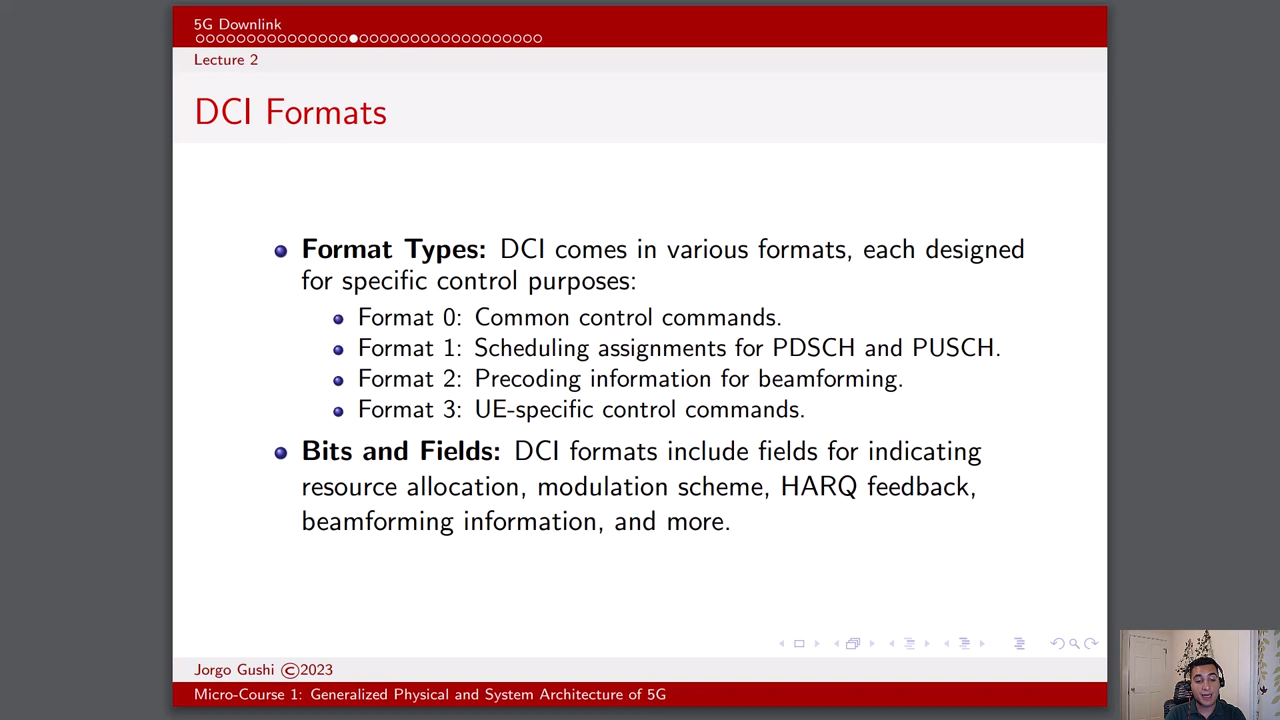 5G Downlink
Lecture 2
DCI Formats
Format Types: DCI comes in various formats, each designed
for specific control purposes:
Format 0: Common control commands.
Format 1: Scheduling assignments for PDSCH and PUSCH.
Format 2: Precoding information for beamforming.
Format 3: UE-specific control commands.
Bits and Fields: DCI formats include fields for indicating
resource allocation, modulation scheme, HARQ feedback,
beamforming information, and more.
Jorgo Gushi ©2023
Micro-Course 1: Generalized Physical and System Architecture of 5G